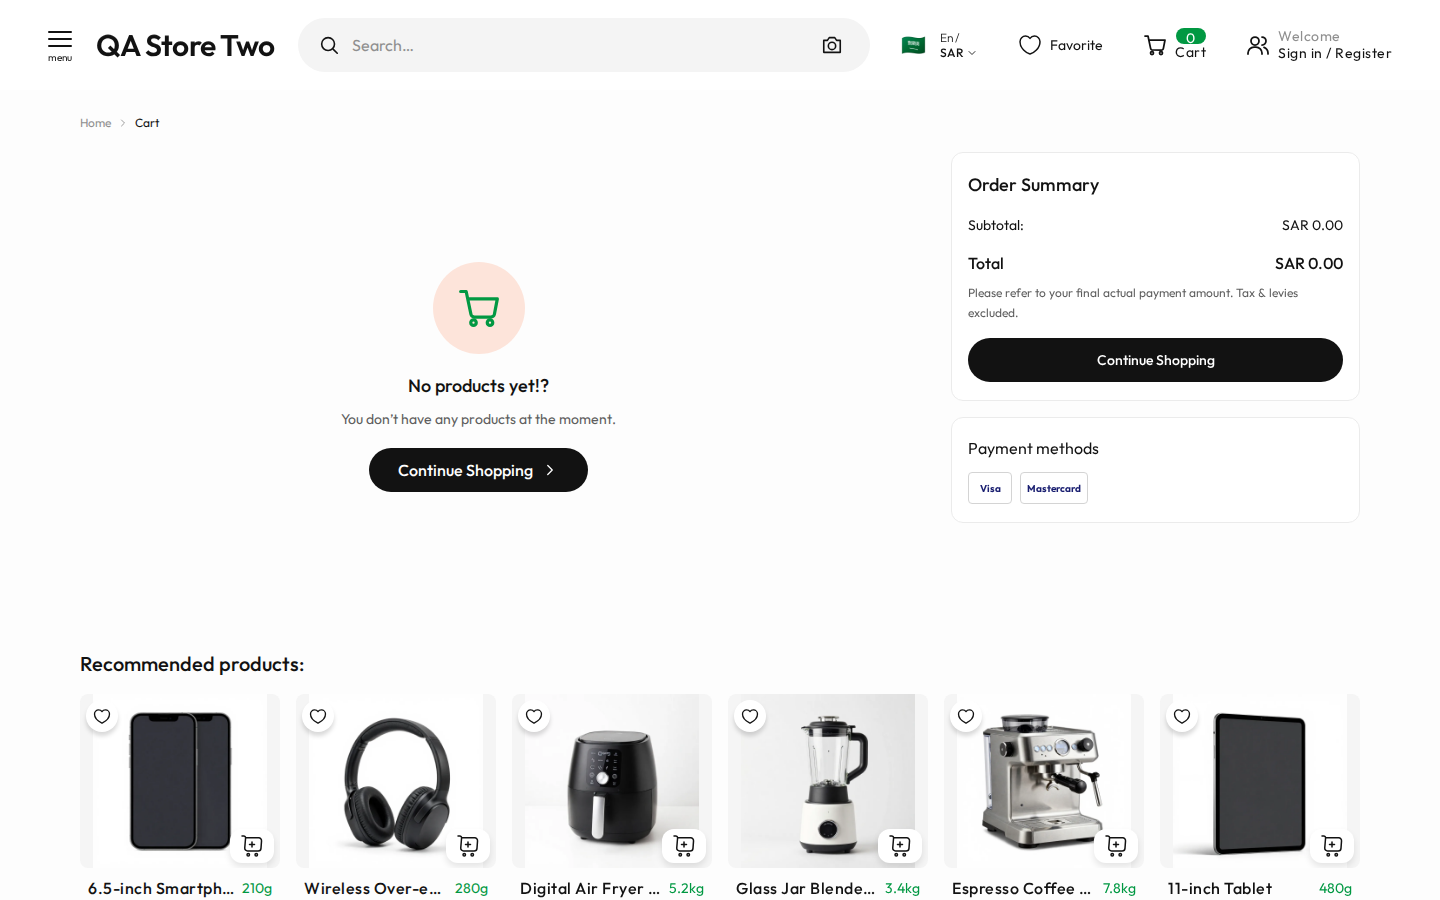 menu
QA Store Two
Search...
En/
SAR
Favorite
0
Cart
Welcome
Sign in / Register
Home
Cart
No products yet!?
You don't have any products at the moment.
Continue Shopping
Order Summary
Subtotal: SAR 0.00
Total SAR 0.00
Please refer to your final actual payment amount. Tax & levies
excluded.
Continue Shopping
Payment methods
Visa Mastercard
Recommended products:
6.5-inch Smartph... 210g
Wireless Over-e... 280g
Digital Air Fryer ... 5.2kg
Glass Jar Blende... 3.4kg
Espresso Coffee ... 7.8kg
11-inch Tablet 480g